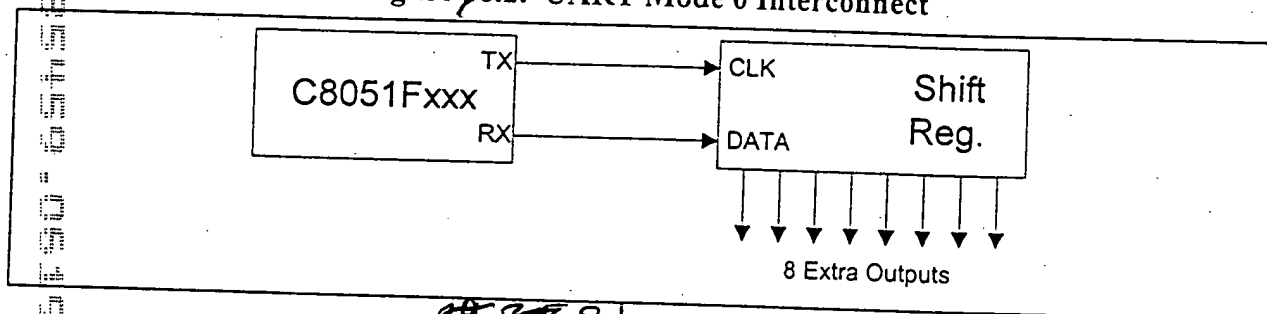 UART Mode 0 Interconnect
TX
CLK
C8051Fxxx
Shift
Reg.
RX
DATA
8 Extra Outputs